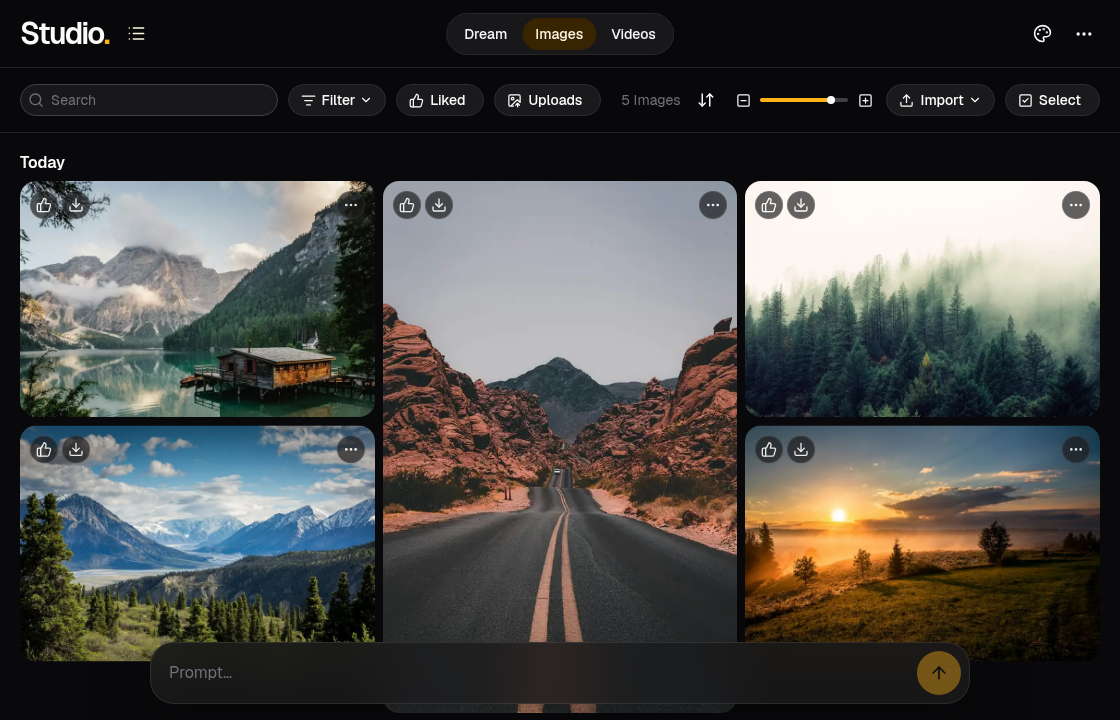 Studio.
Dream Images Videos
Search Filter Liked Uploads 5 Images Import Select
Today
Prompt...